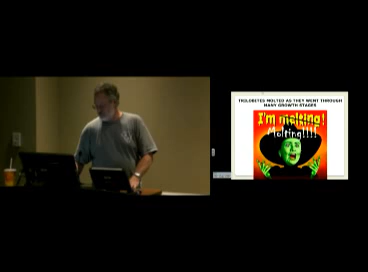 TRILOBITES MOLTED AS THEY WENT THROUGH
MANY GROWTH STAGES
I'm melting!
Molting!!!!